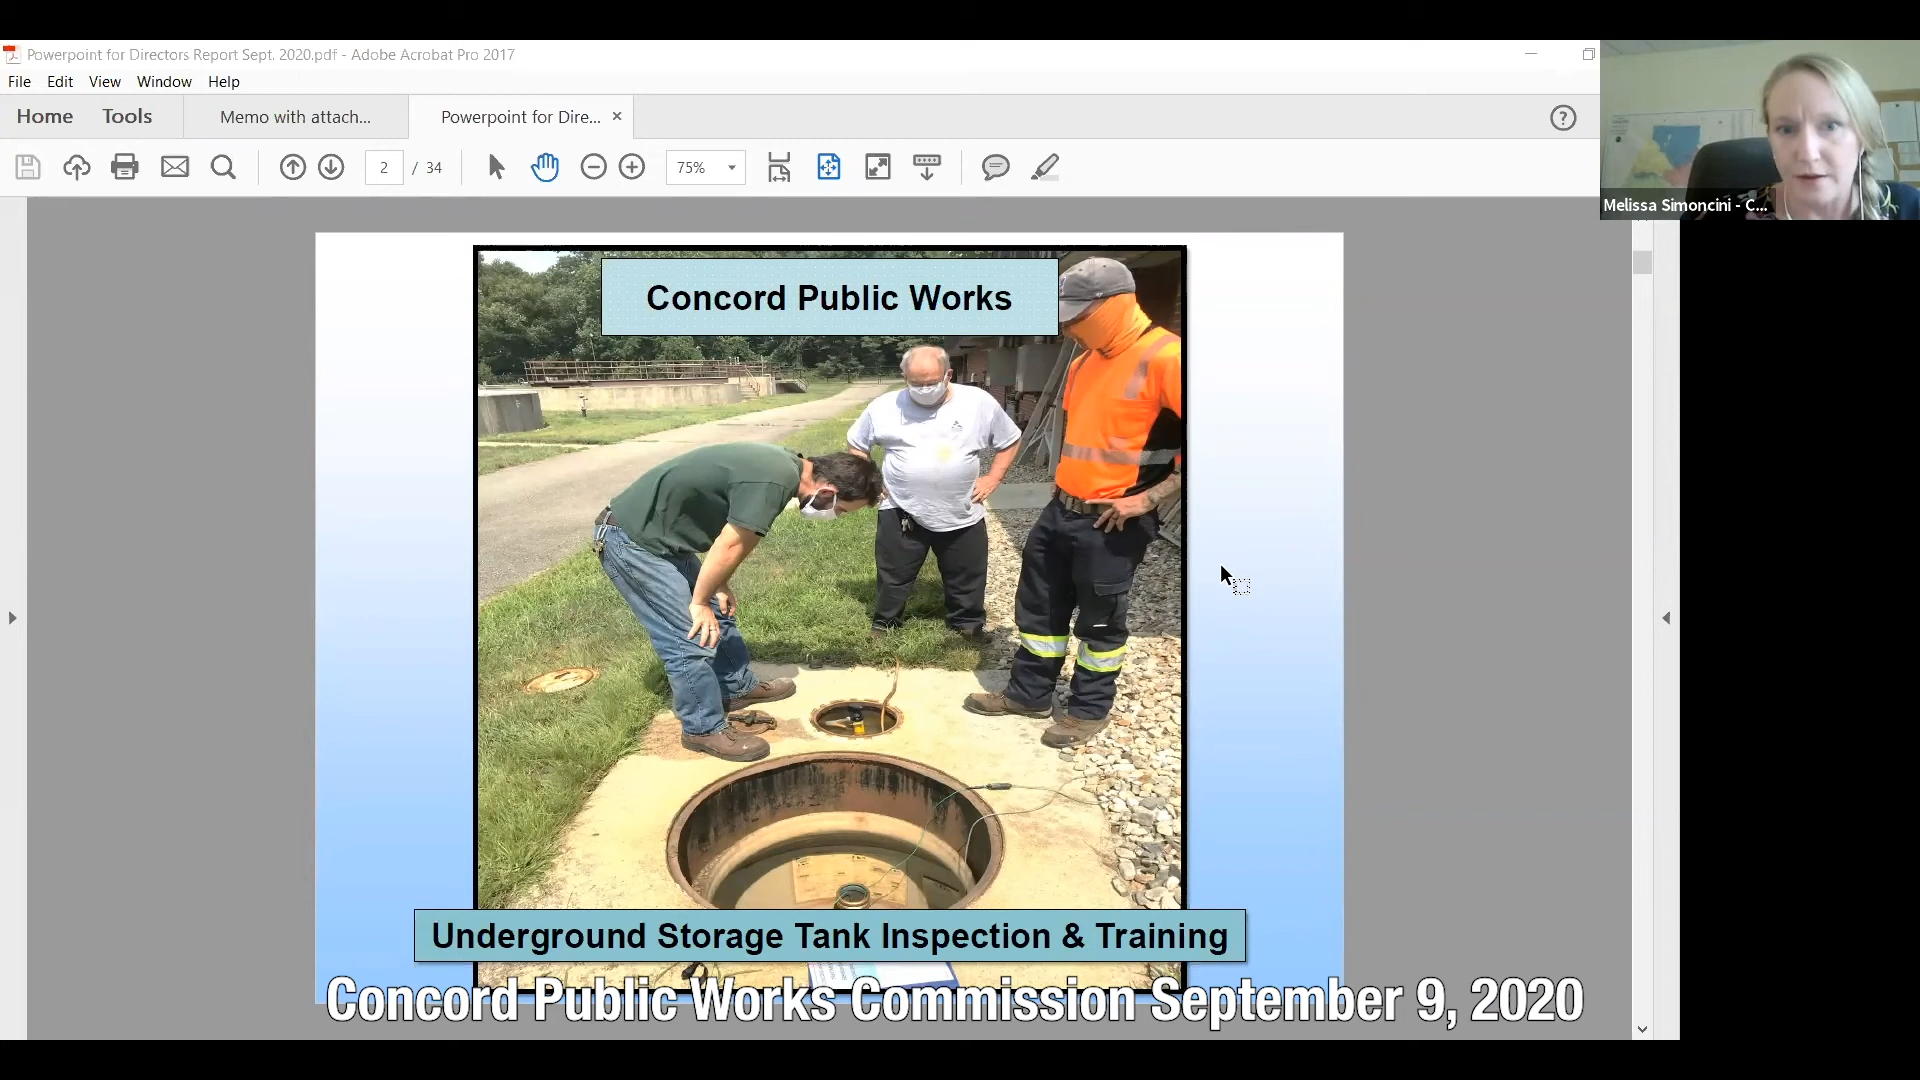 Powerpoint for Directors Report Sept. 2020.pdf - Adobe Acrobat Pro 2017
File Edit View Window Help
Home Tools Memo with attach... Powerpoint for Dire... ×
2 / 34 75%
Melissa Simoncini - C...
Concord Public Works
Underground Storage Tank Inspection & Training
Concord Public Works Commission September 9, 2020